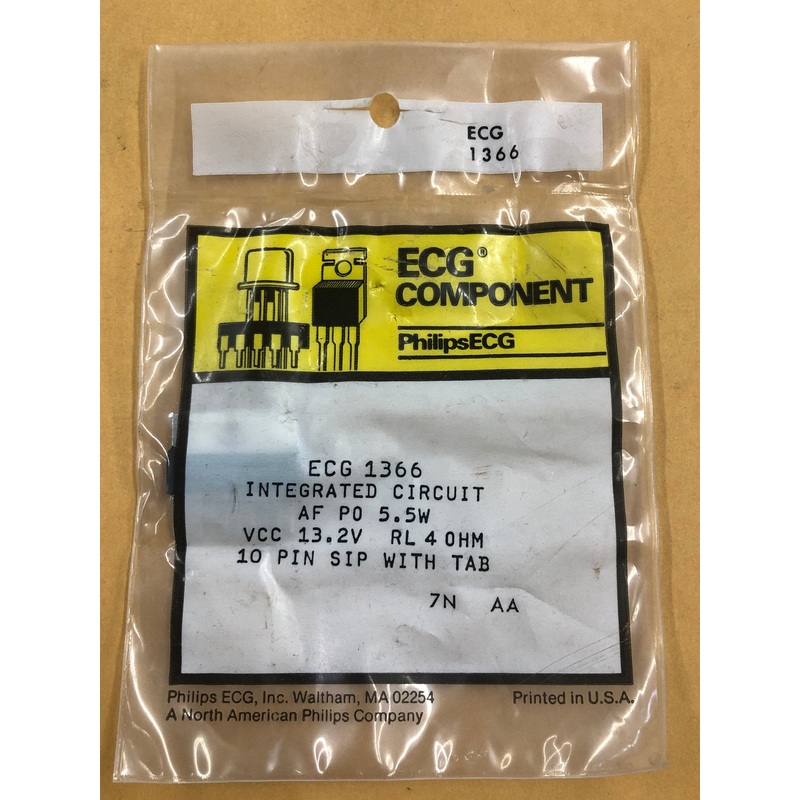 ECG
1366
ECG®
COMPONENT
PhilipsECG
ECG 1366
INTEGRATED CIRCUIT
AF PO 5.5W
VCC 13.2V RL 4 OHM
10 PIN SIP WITH TAB
7N AA
Philips ECG, Inc. Waltham, MA 02254 Printed in U.S.A.
A North American Philips Company